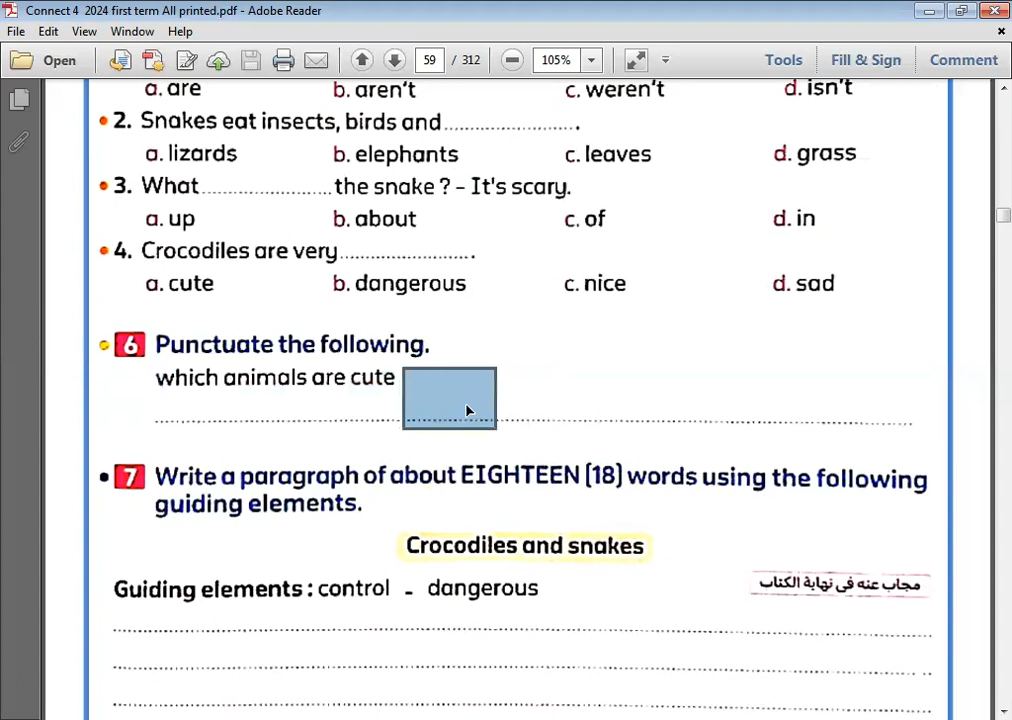 Connect 4 2024 first term All printed.pdf - Adobe Reader
File Edit View Window Help
Open 59 / 312 105% Tools Fill & Sign Comment
a. are b. aren't c. weren't d. isn't
2. Snakes eat insects, birds and........................
a. lizards b. elephants c. leaves d. grass
3. What........................the snake ? - It's scary.
a. up b. about c. of d. in
4. Crocodiles are very........................
a. cute b. dangerous c. nice d. sad
6 Punctuate the following.
which animals are cute
7 Write a paragraph of about EIGHTEEN (18) words using the following
guiding elements.
Crocodiles and snakes
Guiding elements : control - dangerous مجاب عنه فى نهاية الكتاب